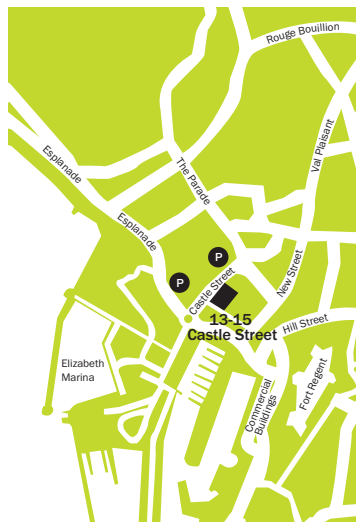 Rouge Bouillion
Val Plaisant
Esplanade
The Parade
Esplanade
P
P
Castle Street
New Street
13-15
Castle Street
Hill Street
Elizabeth
Marina
Commercial
Buildings
Fort Regent